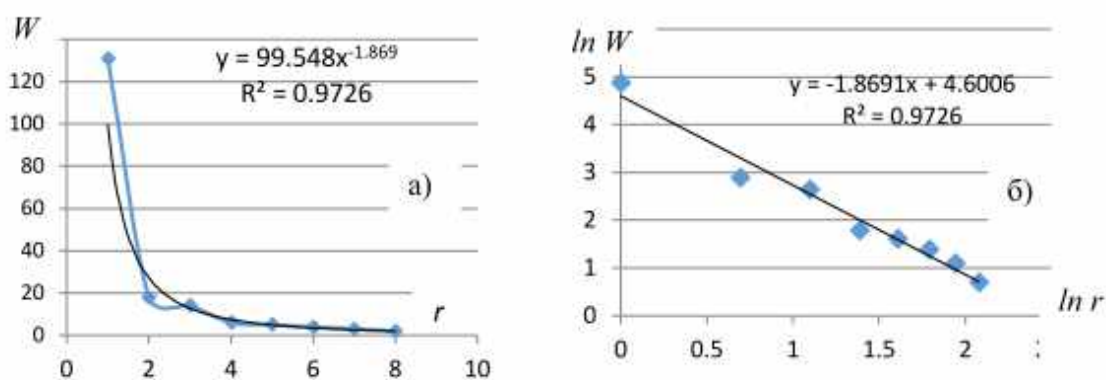 W
y = 99.548x^-1.869
R² = 0.9726
120
100
80
60
40
20
0
а)
r
0 2 4 6 8 10
ln W
y = -1.8691x + 4.6006
R² = 0.9726
5
4
3
2
1
0
б)
ln r
0 0.5 1 1.5 2